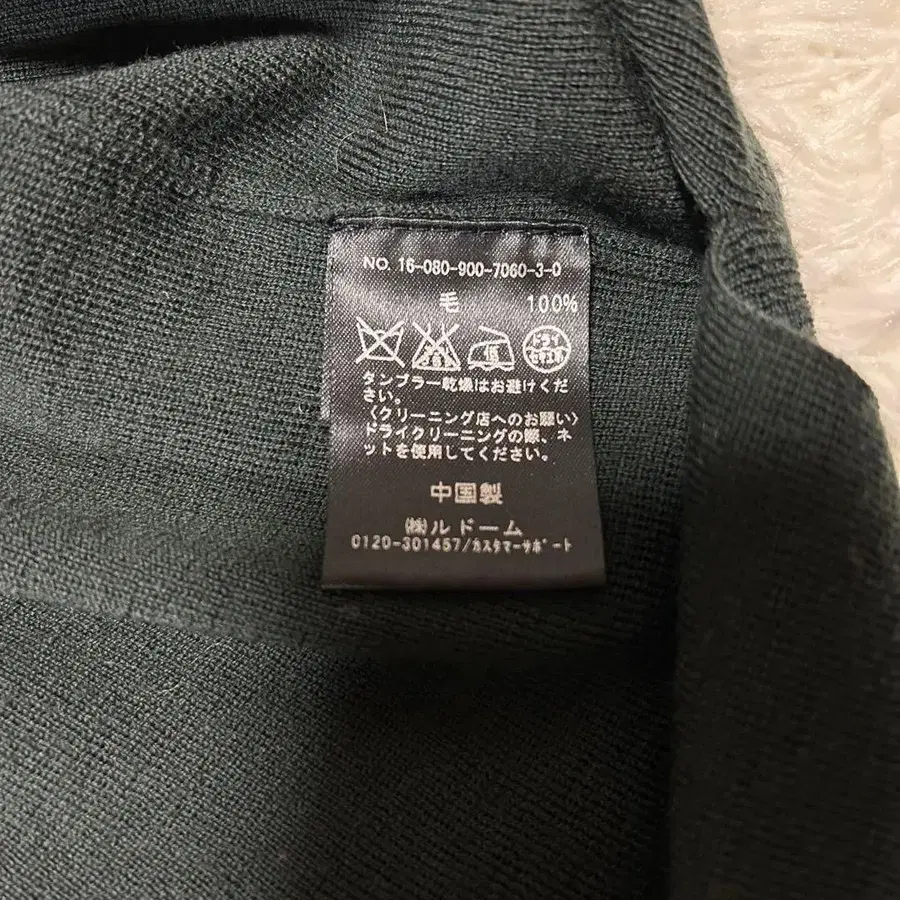 NO. 16-080-900-7060-3-0
毛 100%
ドライ
タンブラー乾燥はお避けくだ
さい。
〈クリーニング店へのお願い〉
ドライクリーニングの際、ネ
ットを使用してください。
中国製
㈱ルドーム
0120-301457/カスタマーサポート